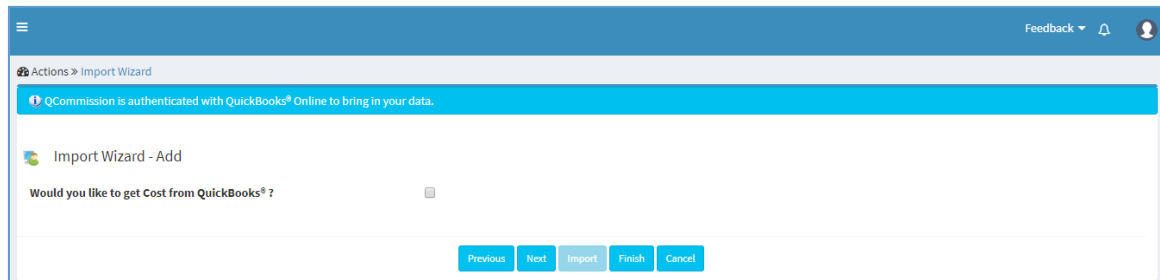 Feedback
Actions » Import Wizard
QCommission is authenticated with QuickBooks® Online to bring in your data.
Import Wizard - Add
Would you like to get Cost from QuickBooks® ?
Previous Next Import Finish Cancel